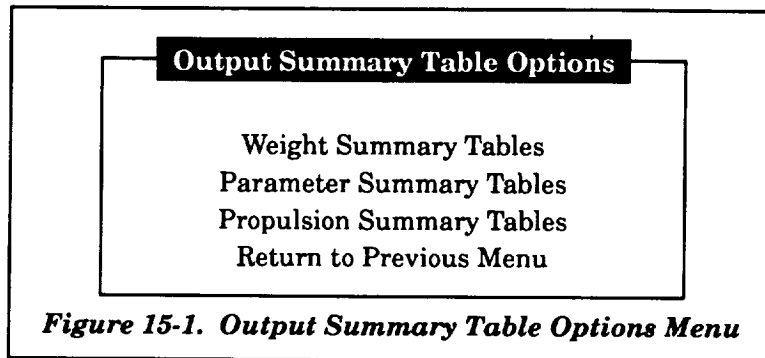 Output Summary Table Options
Weight Summary Tables
Parameter Summary Tables
Propulsion Summary Tables
Return to Previous Menu
Figure 15-1. Output Summary Table Options Menu